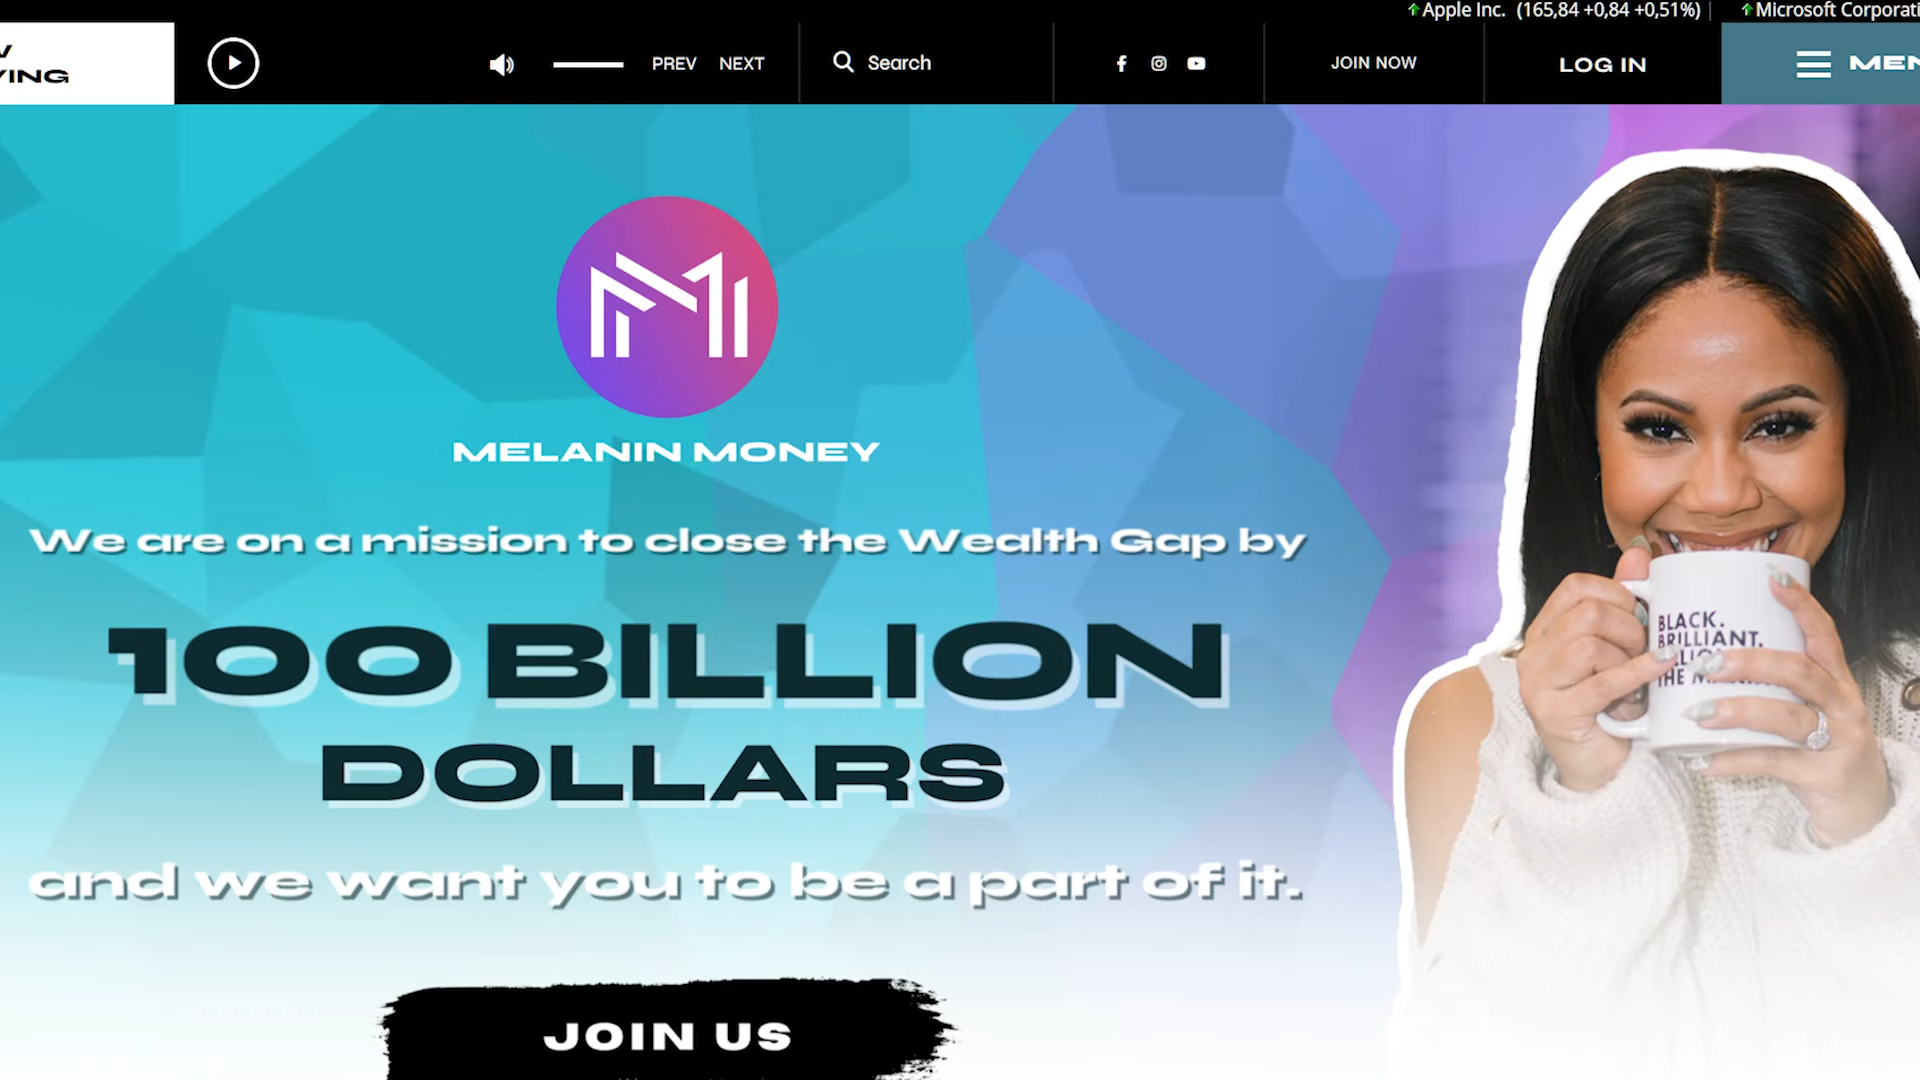 Apple Inc. (165,84 +0,84 +0,51%)
Microsoft
PREV NEXT
Search
JOIN NOW
LOG IN
MELANIN MONEY
We are on a mission to close the Wealth Gap by
100 BILLION
DOLLARS
and we want you to be a part of it.
JOIN US
BLACK.
BRILLIANT.
THE